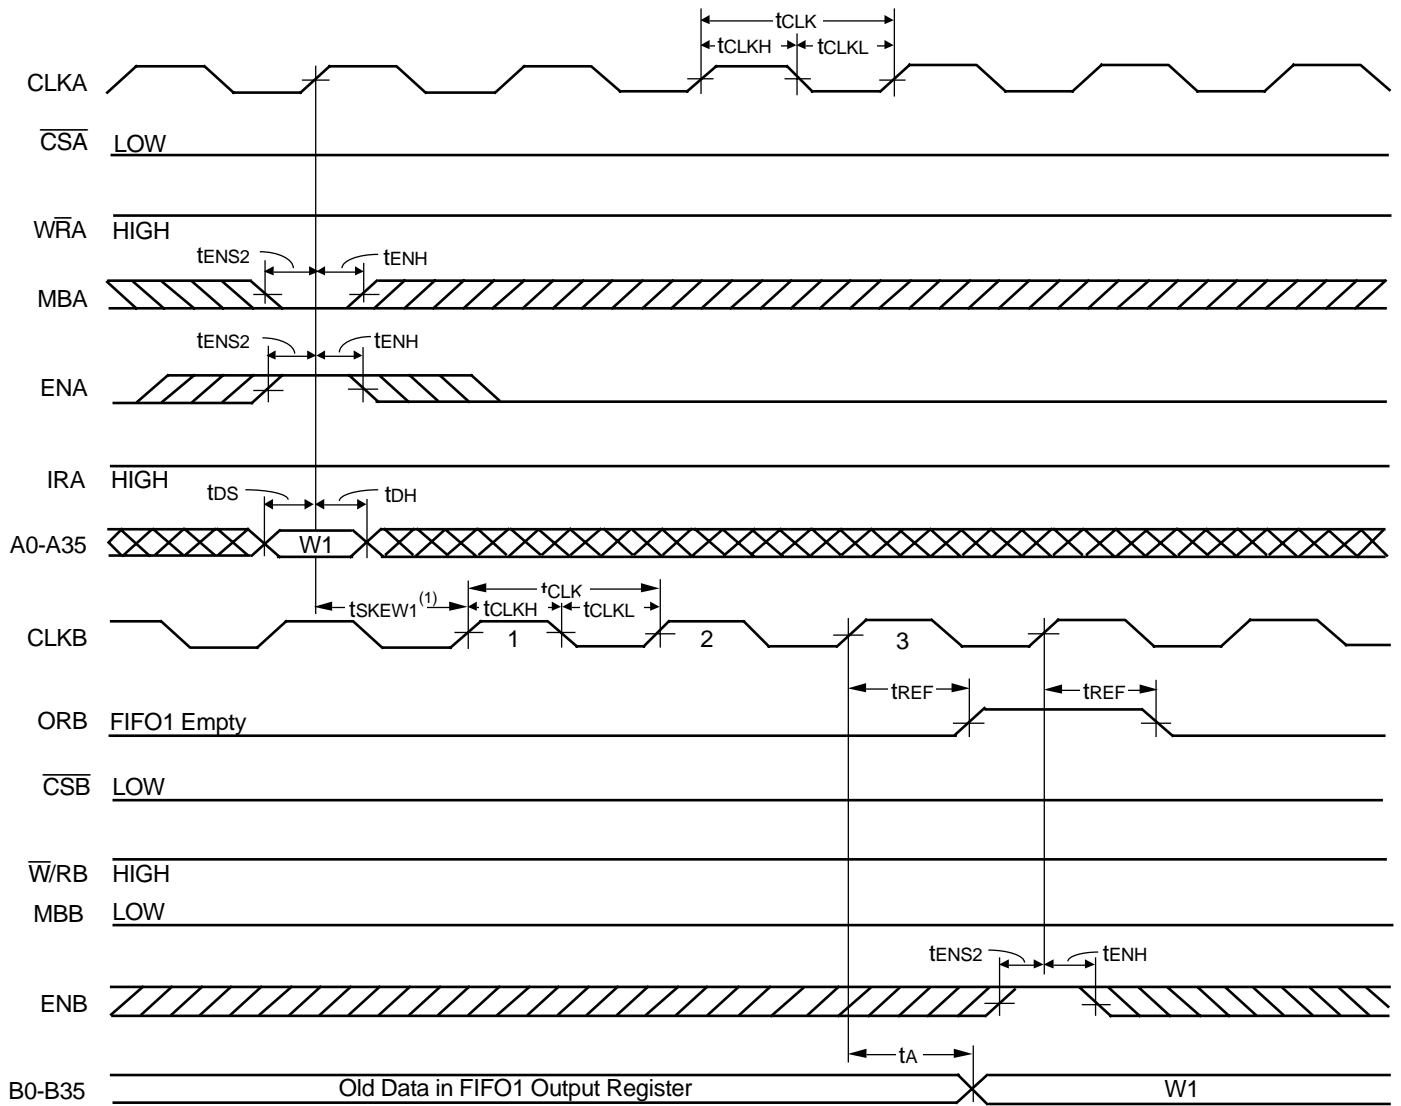 tCLK
tCLKH tCLKL
CLKA
CSA LOW
WRA HIGH
tENS2 tENH
MBA
tENS2 tENH
ENA
IRA HIGH
tDS tDH
A0-A35 W1
tCLK
tSKEW1(1) tCLKH tCLKL
CLKB 1 2 3
tREF tREF
ORB FIFO1 Empty
CSB LOW
W/RB HIGH
MBB LOW
tENS2 tENH
ENB
tA
B0-B35 Old Data in FIFO1 Output Register W1